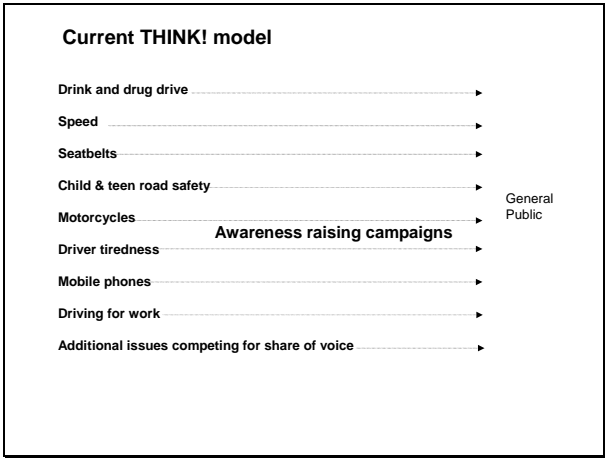 Current THINK! model
Drink and drug drive
Speed
Seatbelts
Child & teen road safety
General
Public
Motorcycles
Awareness raising campaigns
Driver tiredness
Mobile phones
Driving for work
Additional issues competing for share of voice